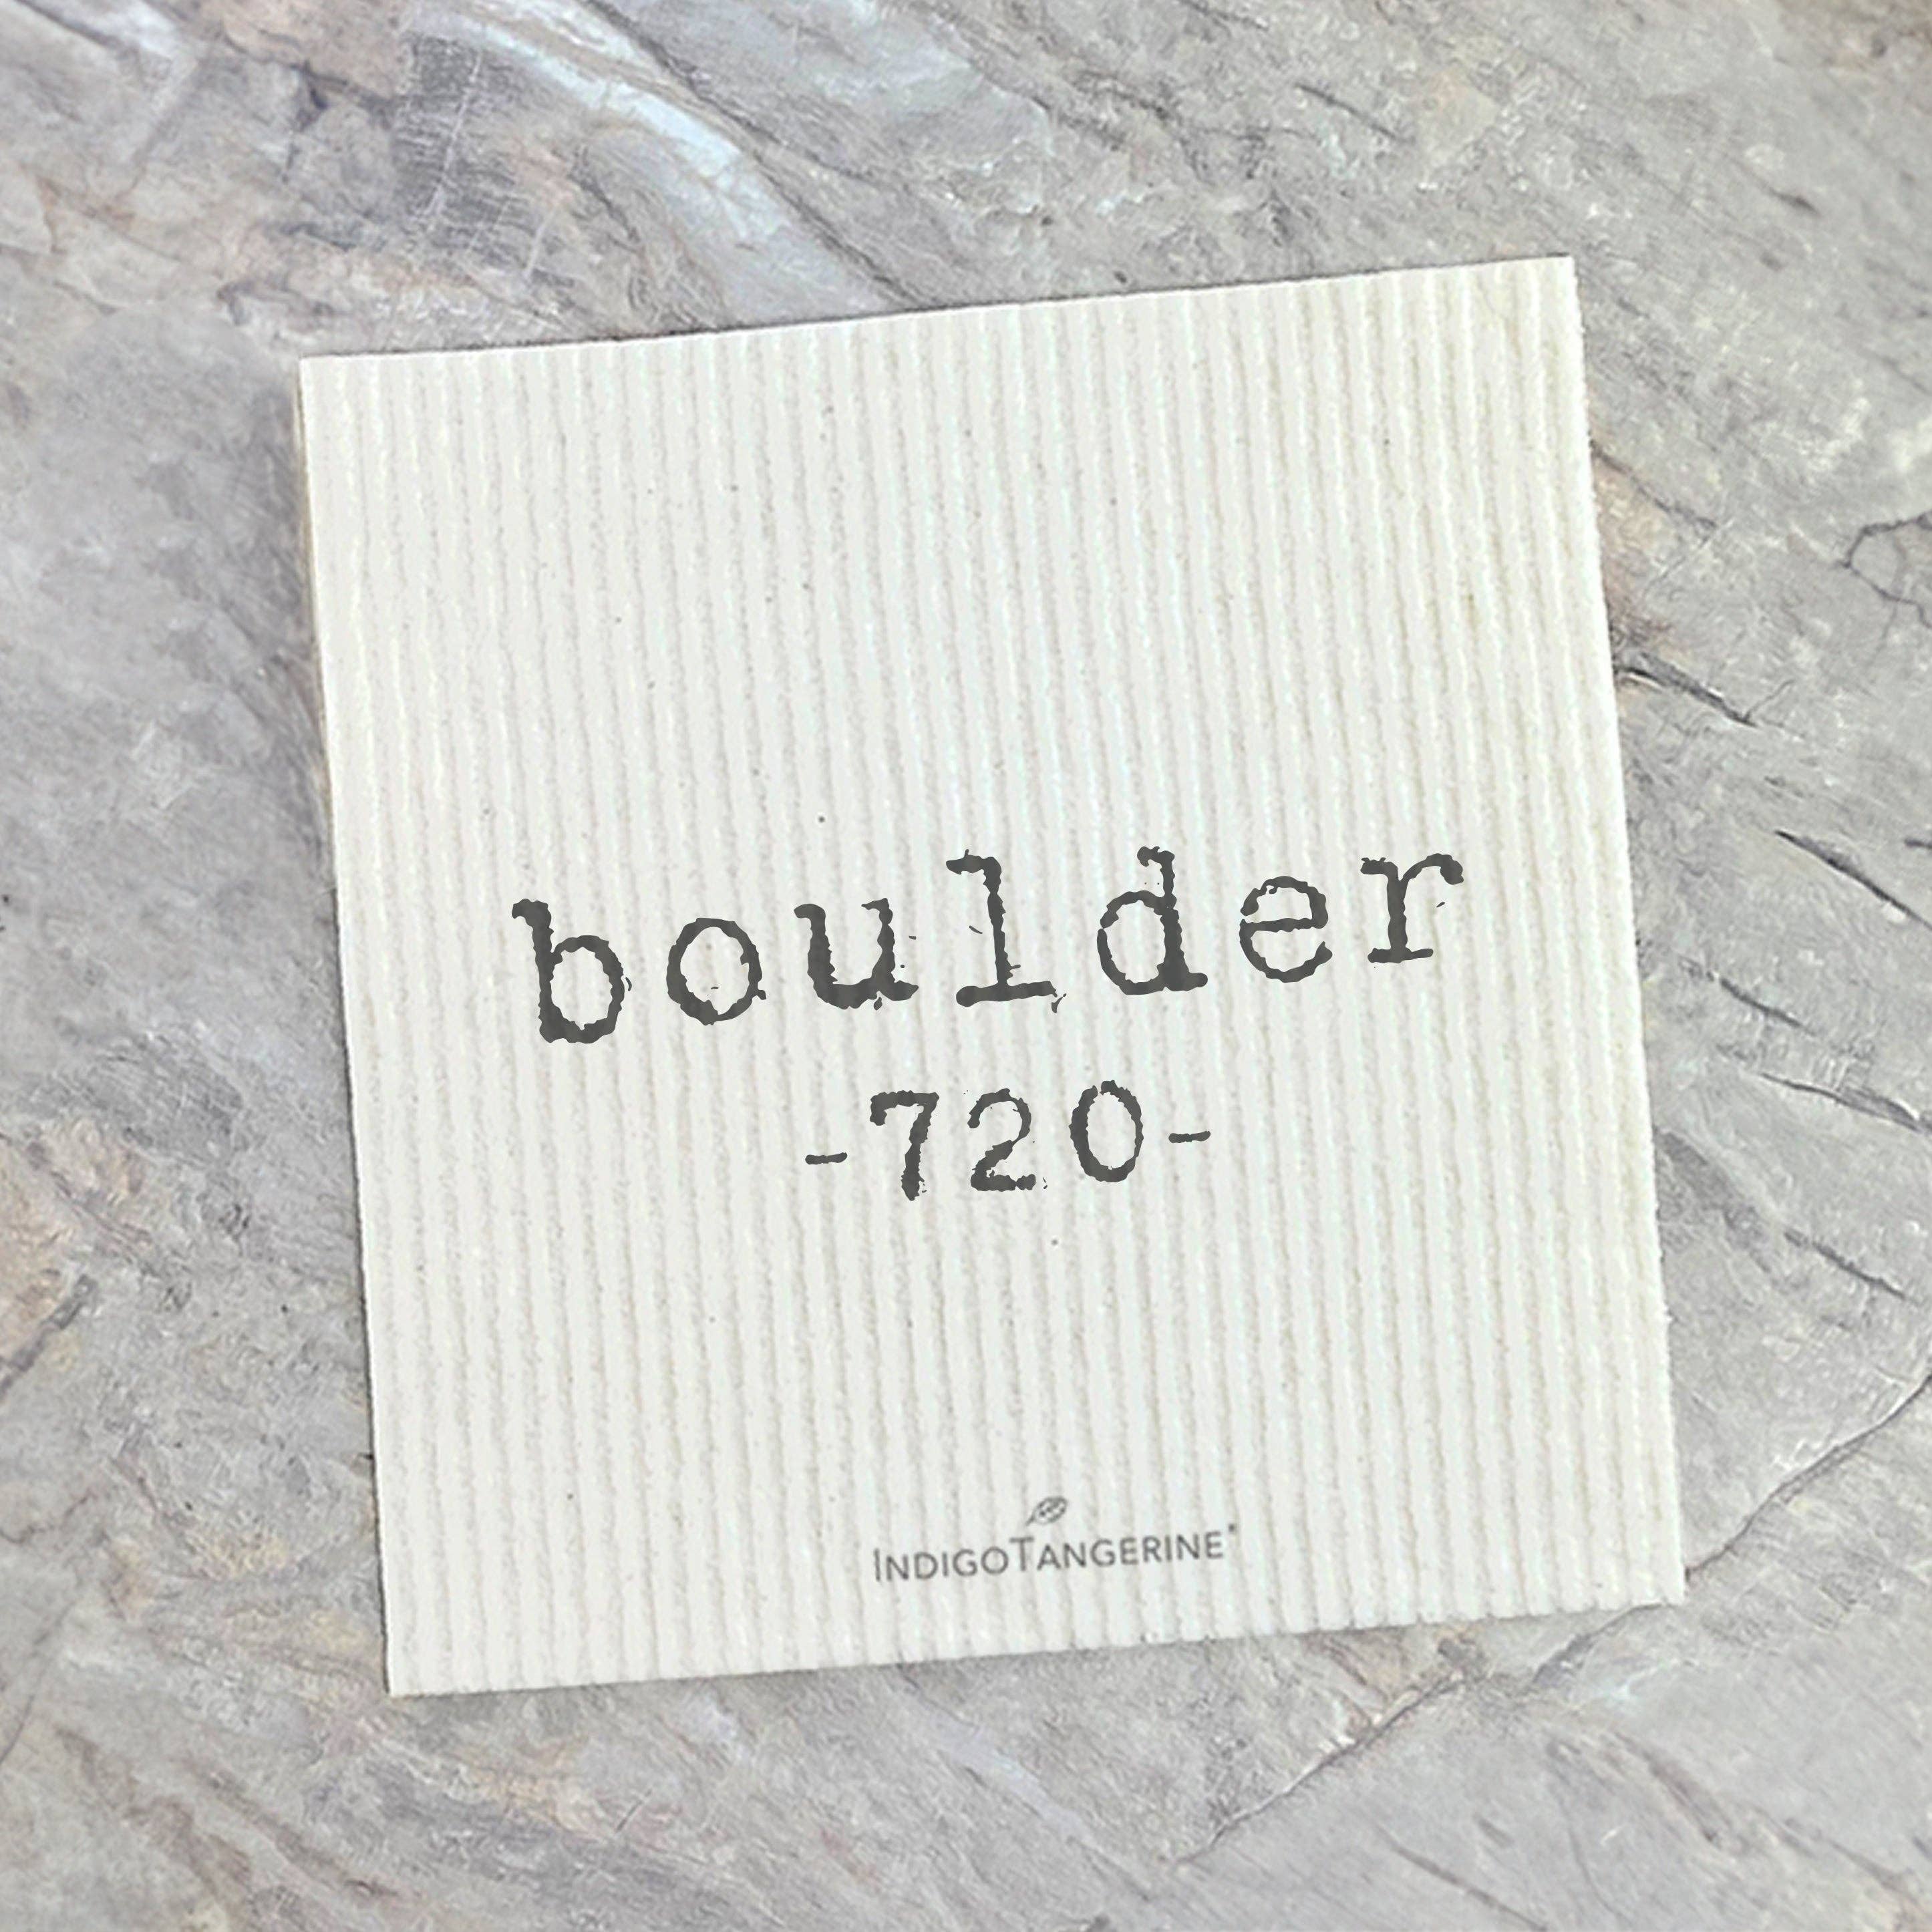 boulder
-720-
INDIGOTANGERINE